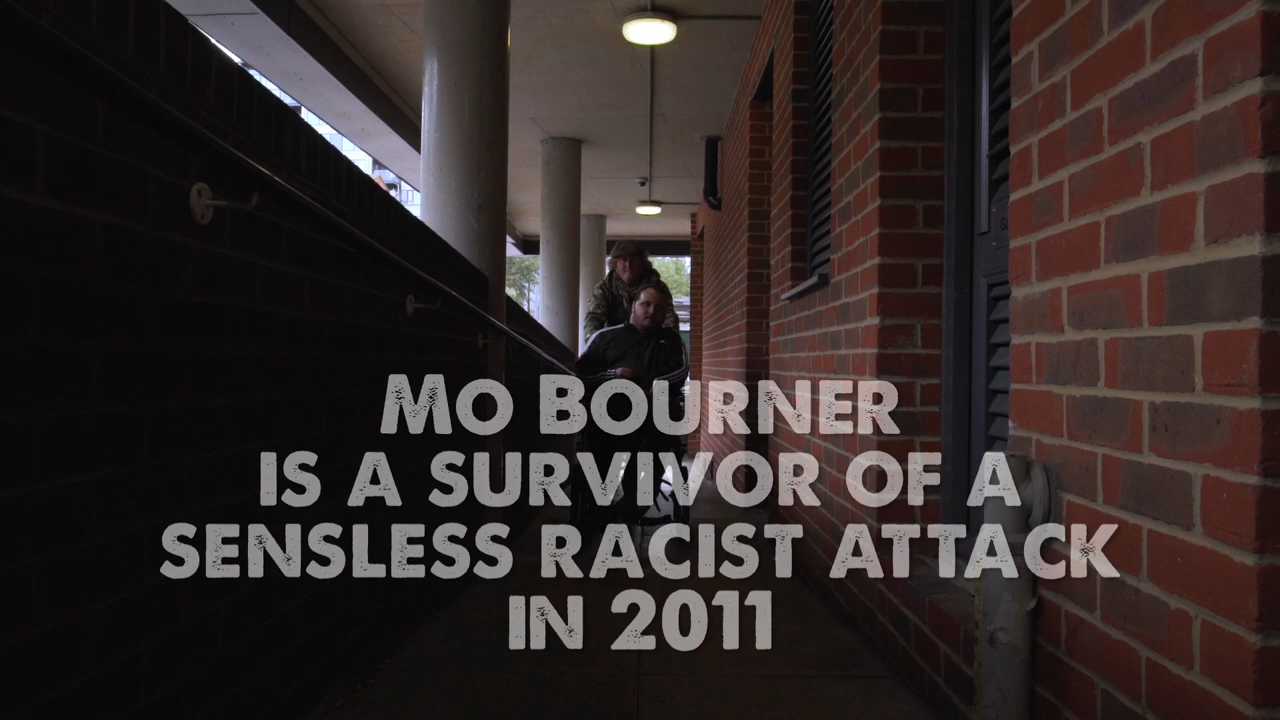 Mo Bourner
is a survivor of a
sensless racist attack
in 2011